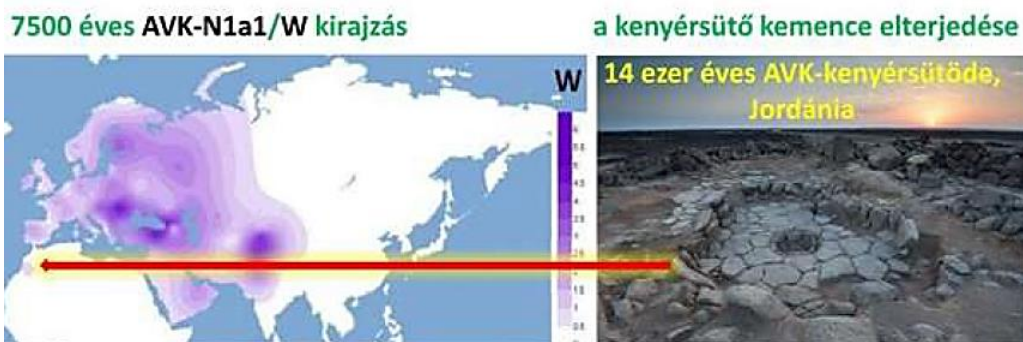 7500 éves AVK-N1a1/W kirajzás
a kenyérsütő kemence elterjedése
W
14 ezer éves AVK-kenyérsütöde,
Jordánia